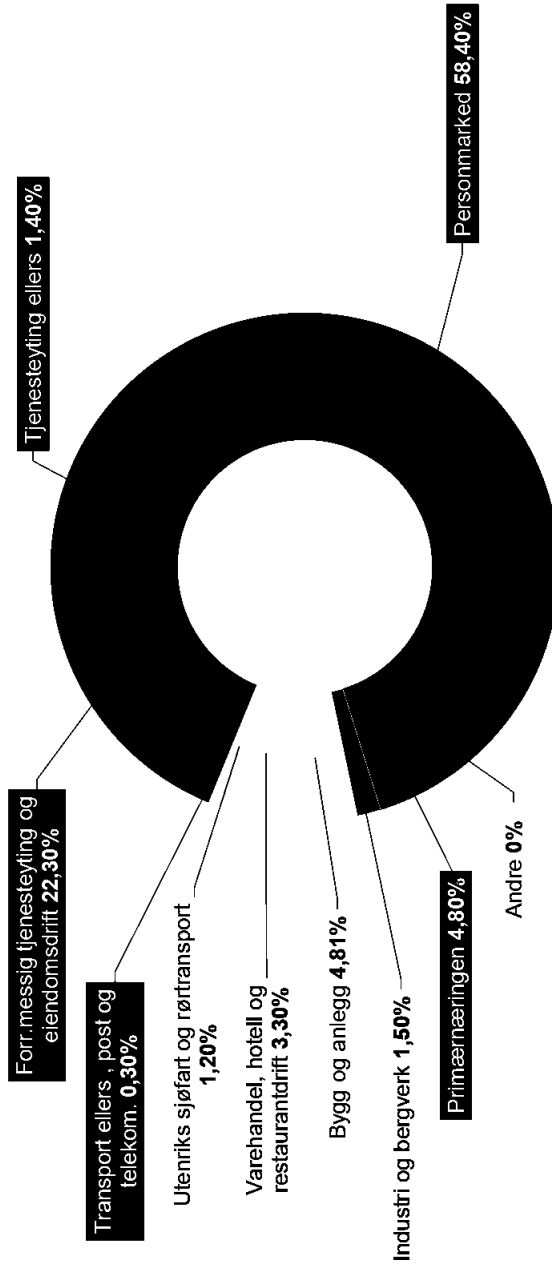 Forr.messig tjenesteyting og
eiendomsdrift 22,30%
Tjenesteyting ellers 1,40%
Transport ellers , post og
telekom. 0,30%
Utenriks sjøfart og rørtransport
1,20%
Varehandel, hotell og
restaurantdrift 3,30%
Bygg og anlegg 4,81%
Industri og bergverk 1,50%
Primærnæringen 4,80%
Andre 0%
Personmarked 58,40%